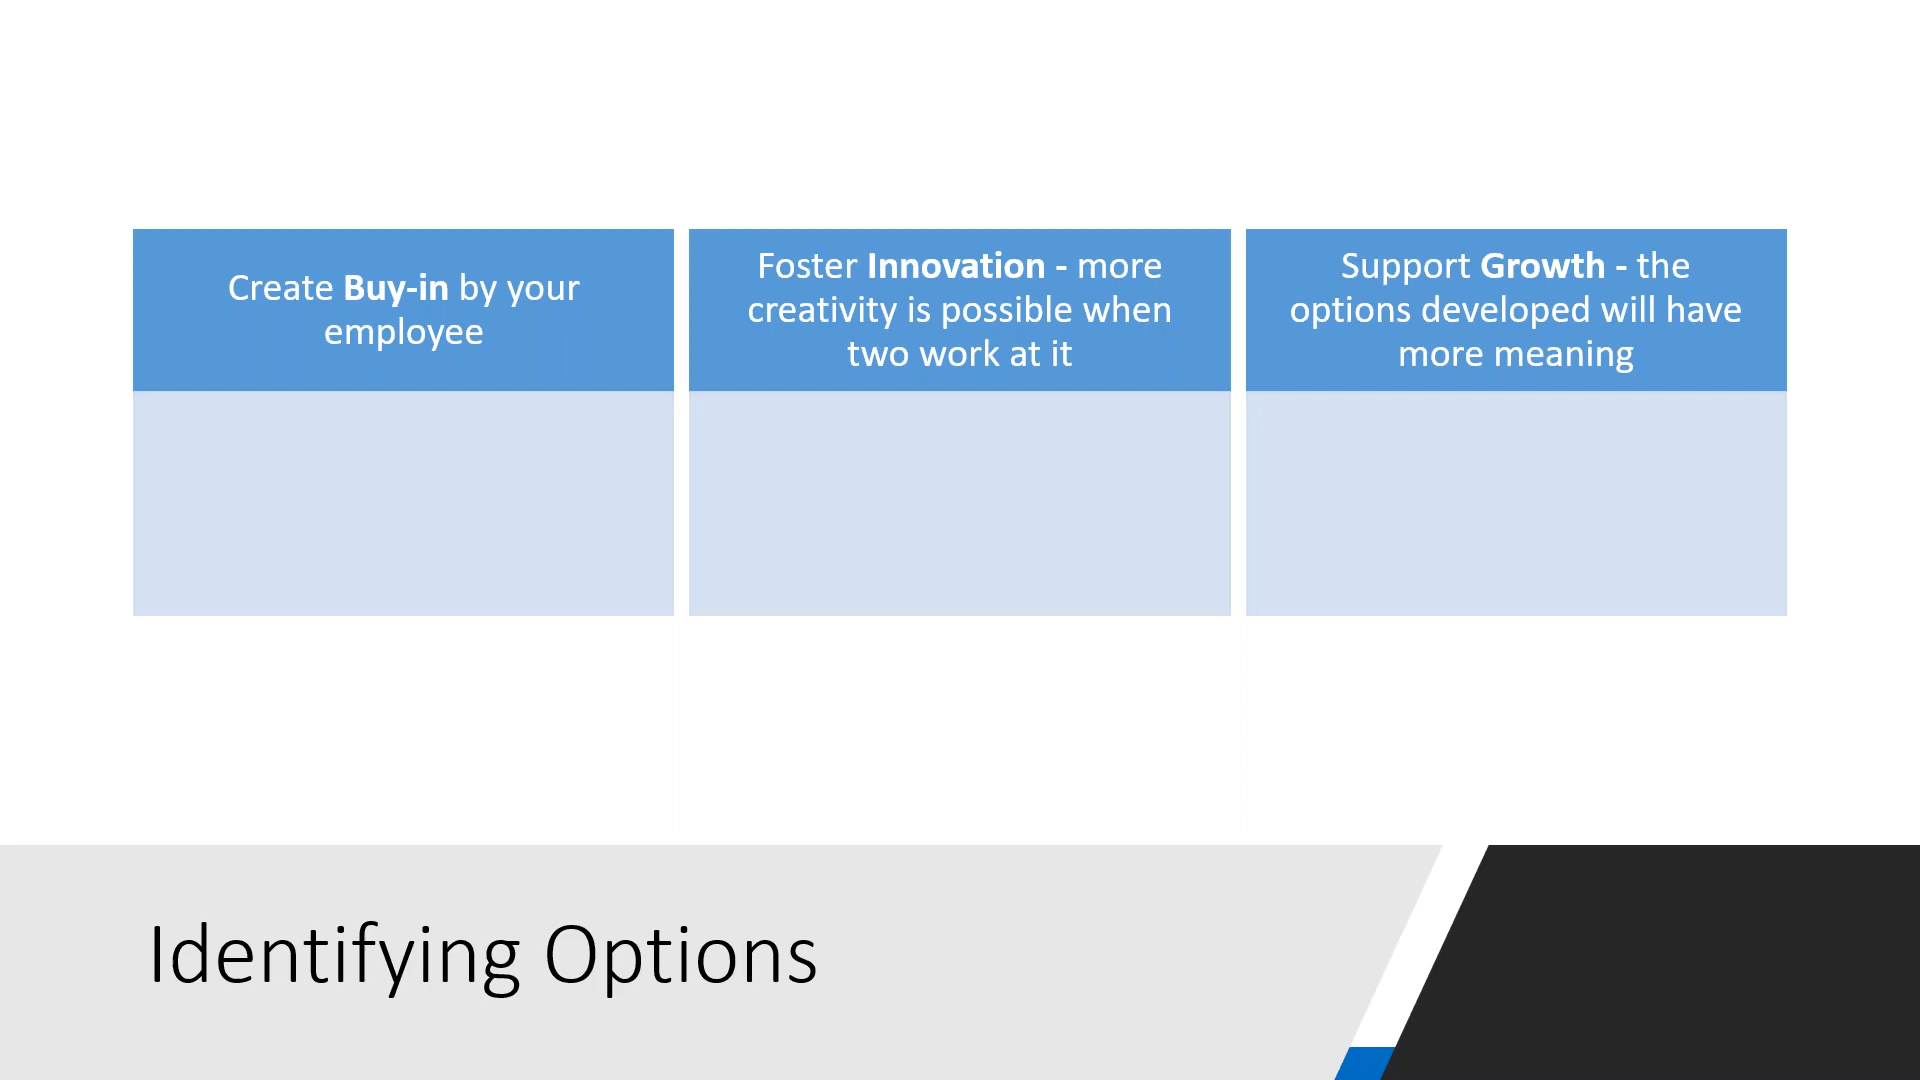 Create Buy-in by your
employee
Foster Innovation - more
creativity is possible when
two work at it
Support Growth - the
options developed will have
more meaning
Identifying Options